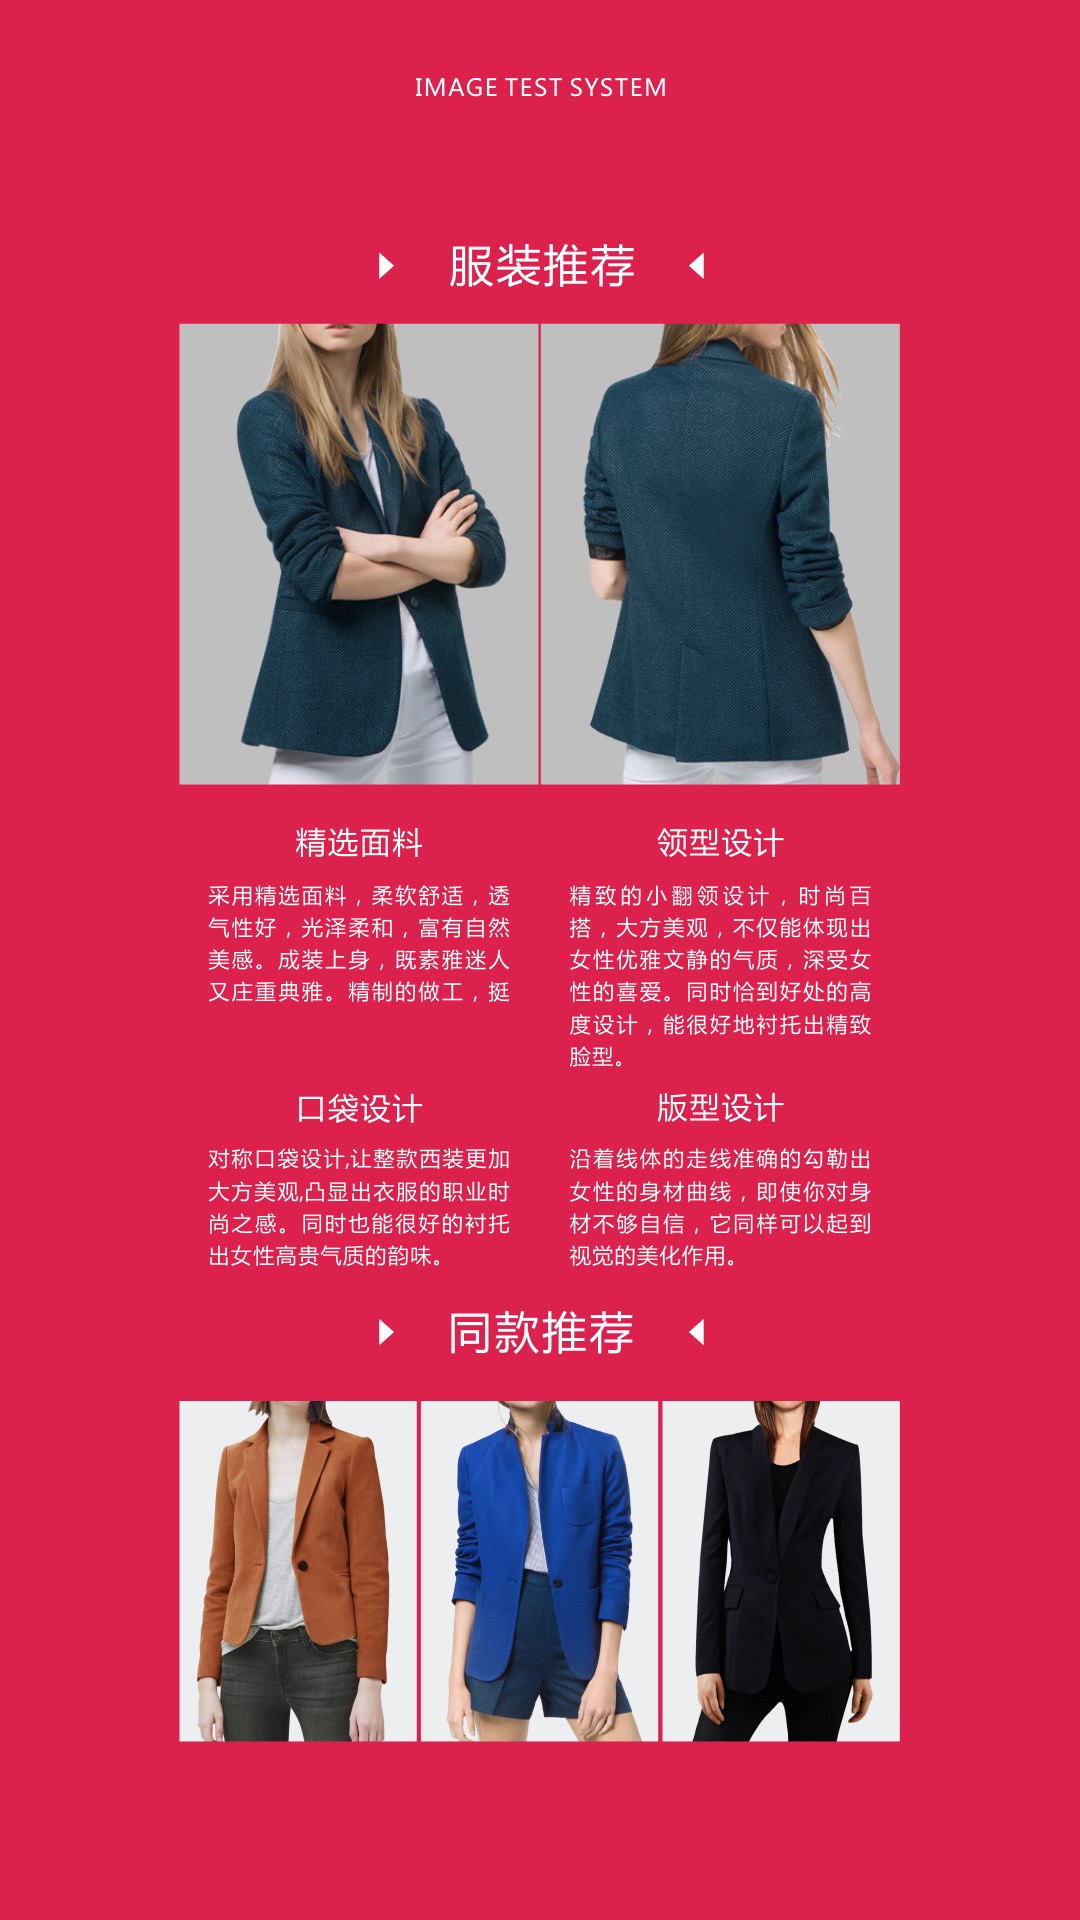 IMAGE TEST SYSTEM
服装推荐
精选面料
采用精选面料，柔软舒适，透
气性好，光泽柔和，富有自然
美感。成装上身，既素雅迷人
又庄重典雅。精制的做工，挺
领型设计
精致的小翻领设计，时尚百
搭，大方美观，不仅能体现出
女性优雅文静的气质，深受女
性的喜爱。同时恰到好处的高
度设计，能很好地衬托出精致
脸型。
口袋设计
对称口袋设计,让整款西装更加
大方美观,凸显出衣服的职业时
尚之感。同时也能很好的衬托
出女性高贵气质的韵味。
版型设计
沿着线体的走线准确的勾勒出
女性的身材曲线，即使你对身
材不够自信，它同样可以起到
视觉的美化作用。
同款推荐